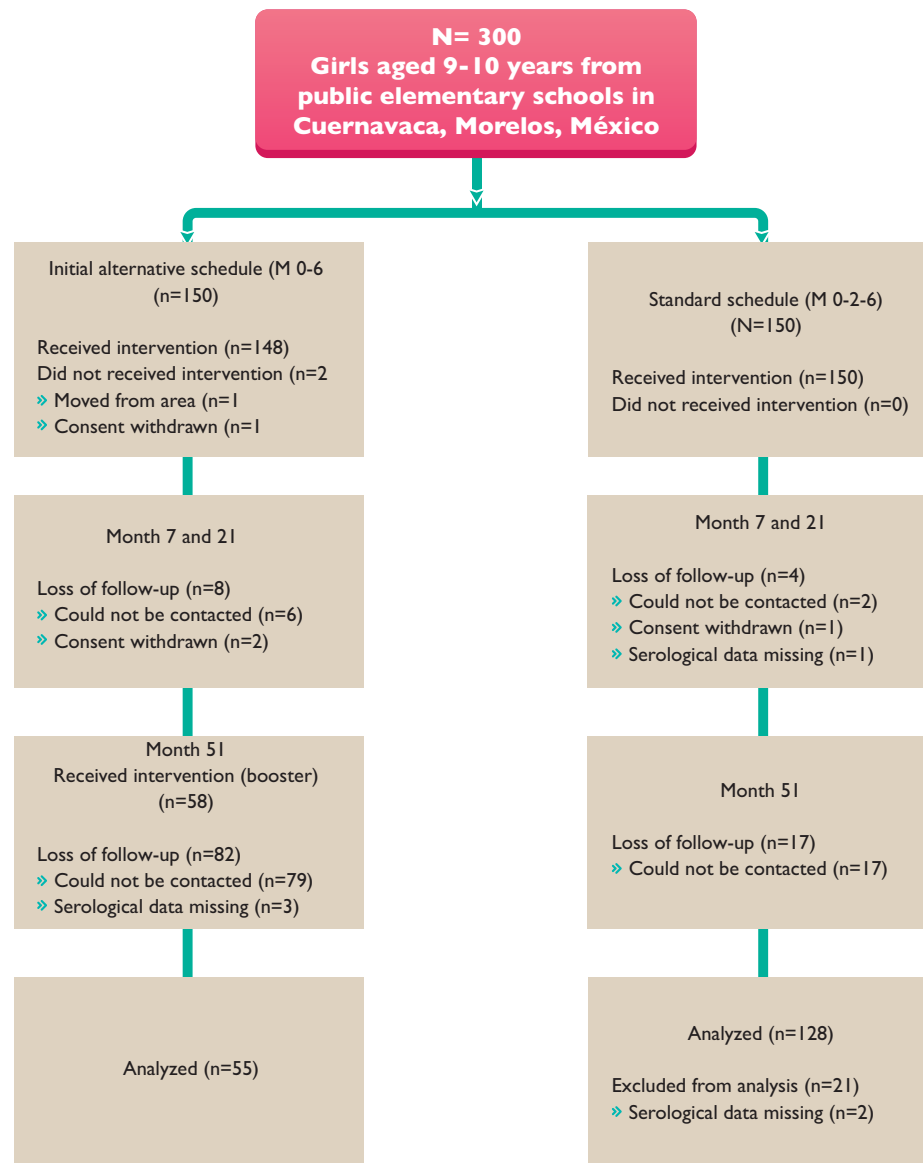 N= 300
Girls aged 9-10 years from
public elementary schools in
Cuernavaca, Morelos, México
Initial alternative schedule (M 0-6
(n=150)
Received intervention (n=148)
Did not received intervention (n=2
» Moved from area (n=1
» Consent withdrawn (n=1
Standard schedule (M 0-2-6)
(N=150)
Received intervention (n=150)
Did not received intervention (n=0)
Month 7 and 21
Loss of follow-up (n=8)
» Could not be contacted (n=6)
» Consent withdrawn (n=2)
Month 7 and 21
Loss of follow-up (n=4)
» Could not be contacted (n=2)
» Consent withdrawn (n=1)
» Serological data missing (n=1)
Month 51
Received intervention (booster)
(n=58)
Loss of follow-up (n=82)
» Could not be contacted (n=79)
» Serological data missing (n=3)
Month 51
Loss of follow-up (n=17)
» Could not be contacted (n=17)
Analyzed (n=55)
Analyzed (n=128)
Excluded from analysis (n=21)
» Serological data missing (n=2)